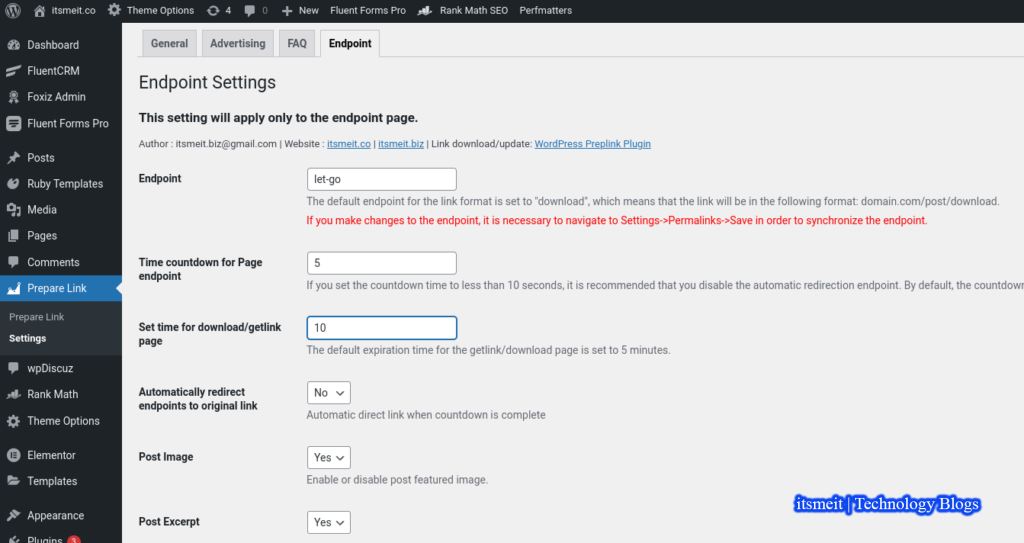 itsmeit.co Theme Options 4 0 New Fluent Forms Pro Rank Math SEO Perfmatters
Dashboard
FluentCRM
Foxiz Admin
Fluent Forms Pro
Posts
Ruby Templates
Media
Pages
Comments
Prepare Link
Prepare Link
Settings
wpDiscuz
Rank Math
Theme Options
Elementor
Templates
Appearance
Plugins 3
General Advertising FAQ Endpoint
Endpoint Settings
This setting will apply only to the endpoint page.
Author : itsmeit.biz@gmail.com | Website : itsmeit.co | itsmeit.biz | Link download/update: WordPress Preplink Plugin
Endpoint
let-go
The default endpoint for the link format is set to "download", which means that the link will be in the following format: domain.com/post/download.
If you make changes to the endpoint, it is necessary to navigate to Settings->Permalinks->Save in order to synchronize the endpoint.
Time countdown for Page
endpoint
5
If you set the countdown time to less than 10 seconds, it is recommended that you disable the automatic redirection endpoint. By default, the countdown
Set time for download/getlink
page
10
The default expiration time for the getlink/download page is set to 5 minutes.
Automatically redirect
endpoints to original link
No
Automatic direct link when countdown is complete
Post Image
Yes
Enable or disable post featured image.
Post Excerpt
Yes
itsmeit | Technology Blogs